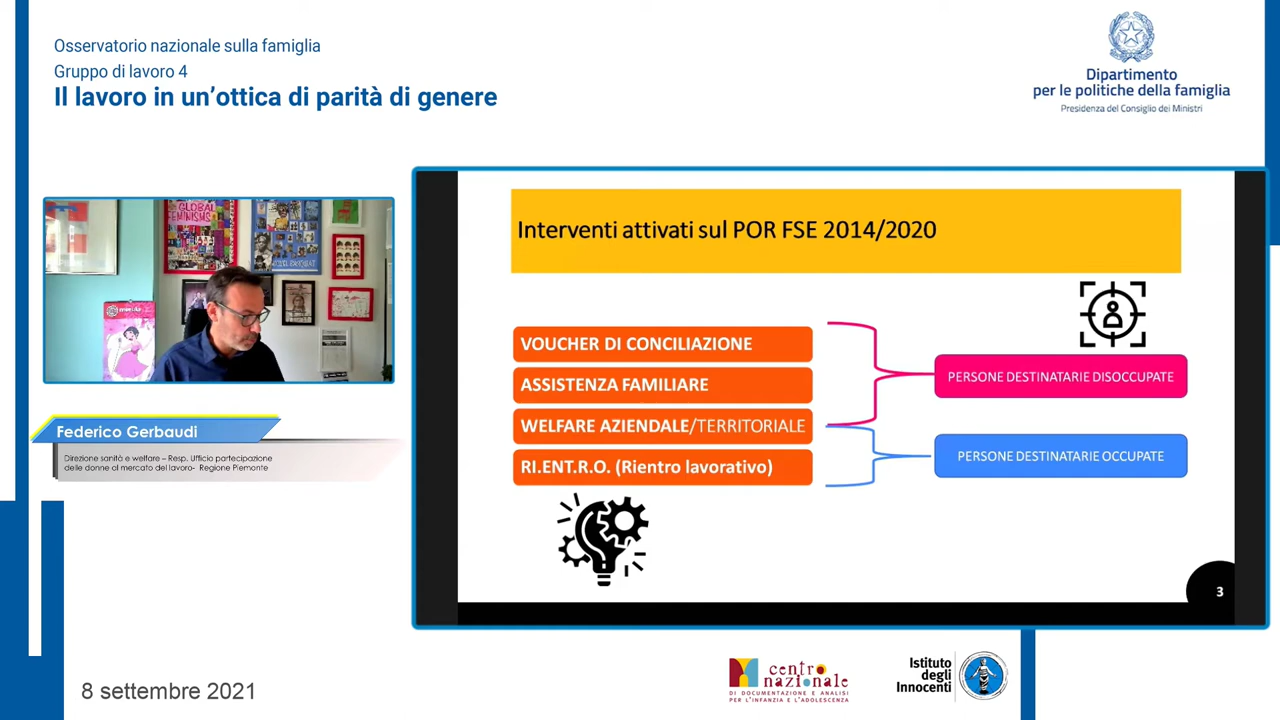 Osservatorio nazionale sulla famiglia
Gruppo di lavoro 4
Il lavoro in un’ottica di parità di genere
Dipartimento
per le politiche della famiglia
Presidenza del Consiglio dei Ministri
GLOBAL
FEMINISMS
Federico Gerbaudi
Direzione sanità e welfare – Resp. Ufficio partecipazione
delle donne al mercato del lavoro- Regione Piemonte
Interventi attivati sul POR FSE 2014/2020
VOUCHER DI CONCILIAZIONE
ASSISTENZA FAMILIARE
WELFARE AZIENDALE/TERRITORIALE
RI.ENT.R.O. (Rientro lavorativo)
PERSONE DESTINATARIE DISOCCUPATE
PERSONE DESTINATARIE OCCUPATE
3
8 settembre 2021
centro
nazionale
DI DOCUMENTAZIONE E ANALISI
PER L'INFANZIA E L'ADOLESCENZA
Istituto
degli
Innocenti